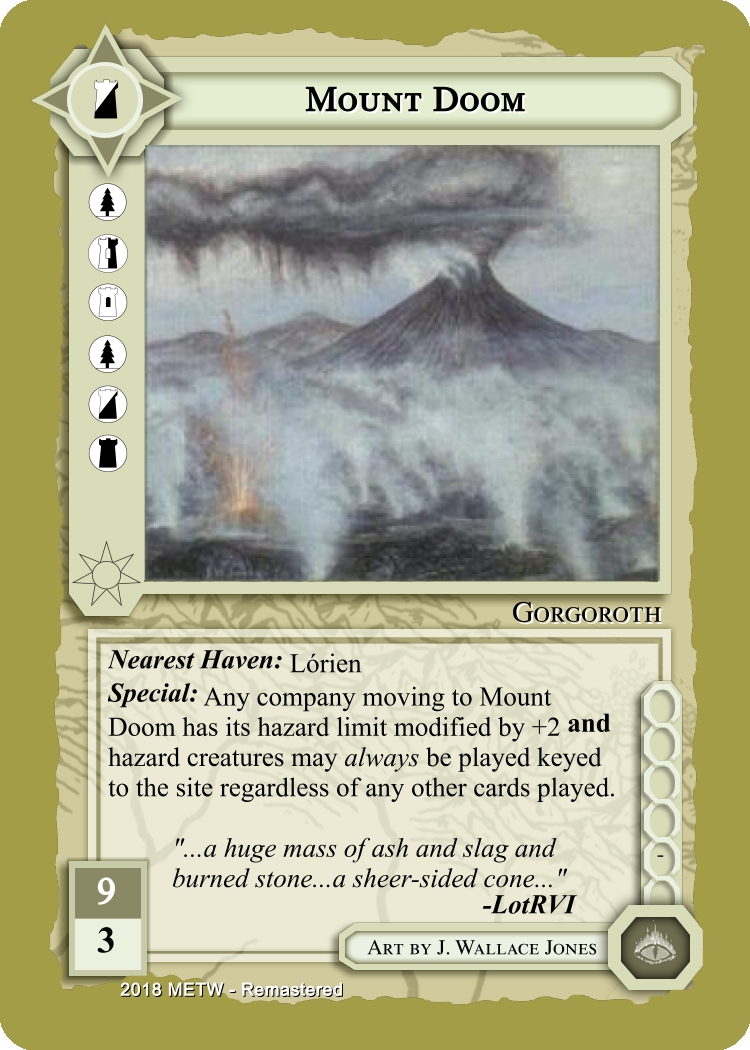 Mount Doom
Gorgoroth
Nearest Haven: Lórien
Special: Any company moving to Mount
Doom has its hazard limit modified by +2 and
hazard creatures may always be played keyed
to the site regardless of any other cards played.
"...a huge mass of ash and slag and
burned stone...a sheer-sided cone..."
-LotRVI
-
9
3
Art by J. Wallace Jones
2018 METW - Remastered